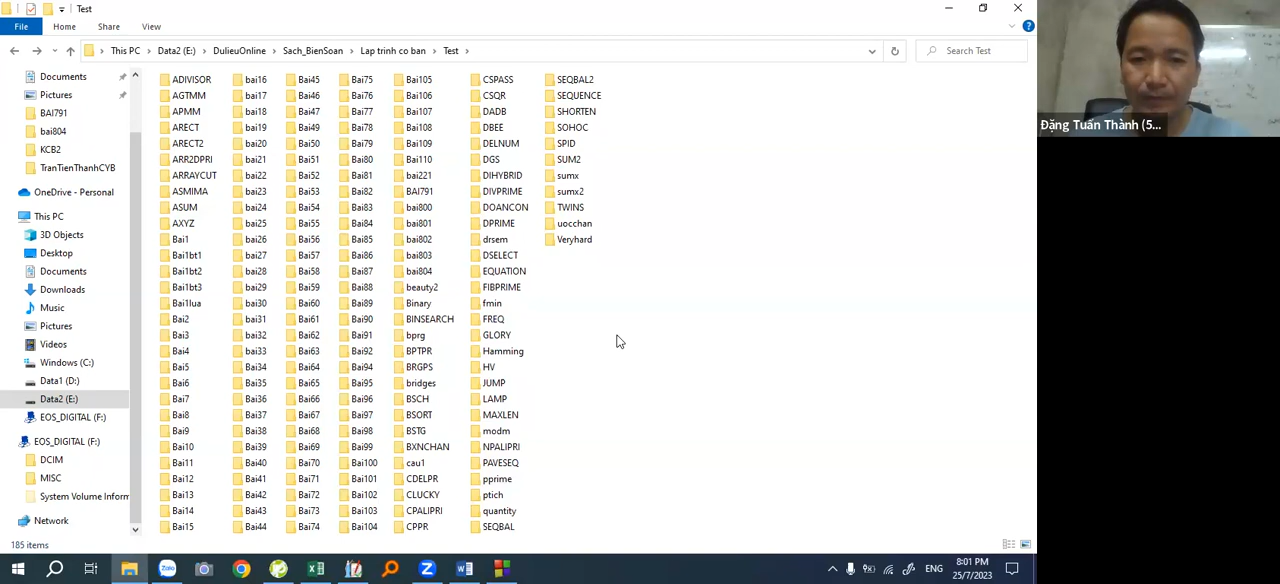 Test
File Home Share View
This PC > Data2 (E:) > DulieuOnline > Sach_BienSoan > Lap trinh co ban > Test >
Search Test
Documents
Pictures
BAI791
bai804
KCB2
TranTienThanhCYB
OneDrive - Personal
This PC
3D Objects
Desktop
Documents
Downloads
Music
Pictures
Videos
Windows (C:)
Data1 (D:)
Data2 (E:)
EOS_DIGITAL (F:)
EOS_DIGITAL (F:)
DCIM
MISC
System Volume Inform
Network
ADIVISOR
AGTMM
APMM
ARECT
ARECT2
ARR2DPRI
ARRAYCUT
ASMIMA
ASUM
AXYZ
Bai1
Bai1bt1
Bai1bt2
Bai1bt3
Bai1lua
Bai2
Bai3
Bai4
Bai5
Bai6
Bai7
Bai8
Bai9
Bai10
Bai11
Bai12
Bai13
Bai14
Bai15
bai16
bai17
bai18
bai19
bai20
bai21
bai22
bai23
bai24
bai25
bai26
bai27
bai28
bai29
bai30
bai31
bai32
bai33
Bai34
Bai35
Bai36
Bai37
Bai38
Bai39
Bai40
Bai41
Bai42
Bai43
Bai44
Bai45
Bai46
Bai47
Bai49
Bai50
Bai51
Bai52
Bai53
Bai54
Bai55
Bai56
Bai57
Bai58
Bai59
Bai60
Bai61
Bai62
Bai63
Bai64
Bai65
Bai66
Bai67
Bai68
Bai69
Bai70
Bai71
Bai72
Bai73
Bai74
Bai75
Bai76
Bai77
Bai78
Bai79
Bai80
Bai81
Bai82
Bai83
Bai84
Bai85
Bai86
Bai87
Bai88
Bai89
Bai90
Bai91
Bai92
Bai94
Bai95
Bai96
Bai97
Bai98
Bai99
Bai100
Bai101
Bai102
Bai103
Bai104
Bai105
Bai106
Bai107
Bai108
Bai109
Bai110
bai221
BAI791
bai800
bai801
bai802
bai803
bai804
beauty2
Binary
BINSEARCH
bprg
BPTPR
BRGPS
bridges
BSCH
BSORT
BSTG
BXNCHAN
cau1
CDELPR
CLUCKY
CPALIPRI
CPPR
CSPASS
CSQR
DADB
DBEE
DELNUM
DGS
DIHYBRID
DIVPRIME
DOANCON
DPRIME
drsem
DSELECT
EQUATION
FIBPRIME
fmin
FREQ
GLORY
Hamming
HV
JUMP
LAMP
MAXLEN
modm
NPALIPRI
PAVESEQ
pprime
ptich
quantity
SEQBAL
SEQBAL2
SEQUENCE
SHORTEN
SOHOC
SPID
SUM2
sumx
sumx2
TWINS
uocchan
Veryhard
185 items
Đặng Tuấn Thành (5...
Zalo
ENG
8:01 PM
25/7/2023